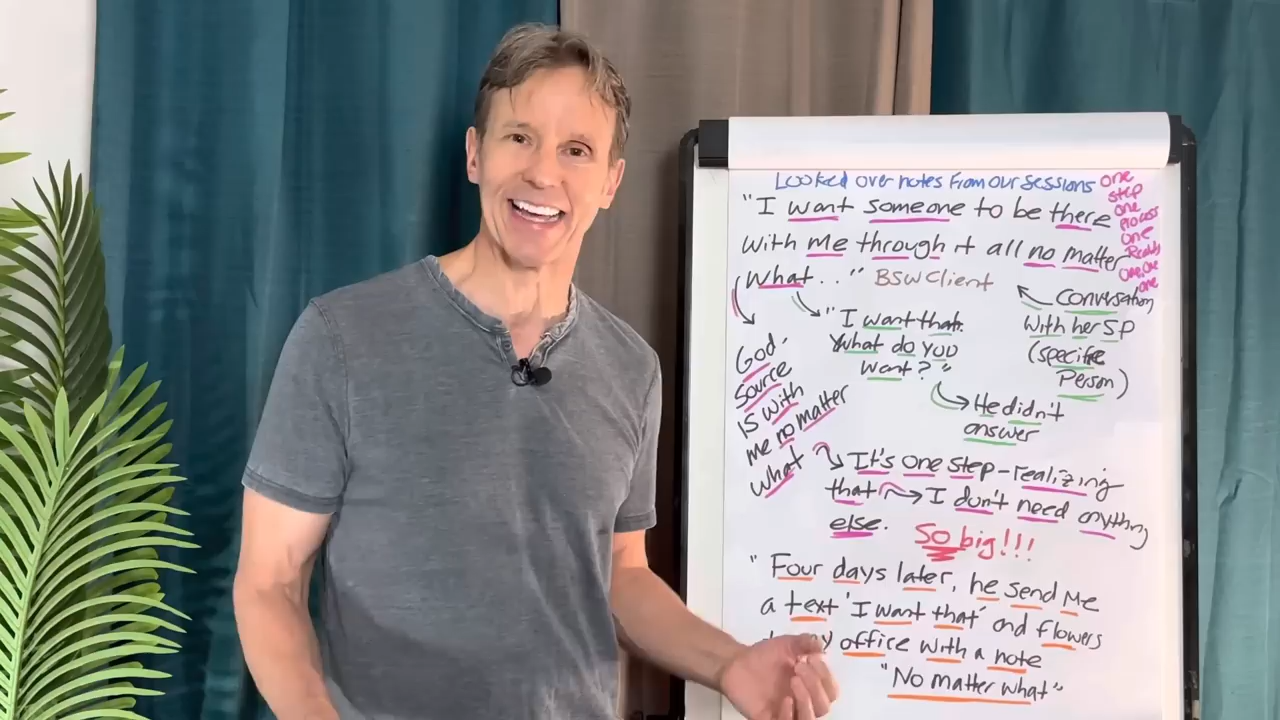 Looked over notes from our sessions
"I want someone to be there
with me through it all no matter
what.." BSW Client
one
step
one
process
one
Reality
one.one
one
Conversation
with her SP
(specific
Person)
"I want that.
What do you
want?"
He didn't
answer
God-
Source
is with
me no matter
what
It's one step-realizing
that I don't need anything
else.
So big!!!
"Four days later, he send me
a text 'I want that' and flowers
office with a note
"No matter what"